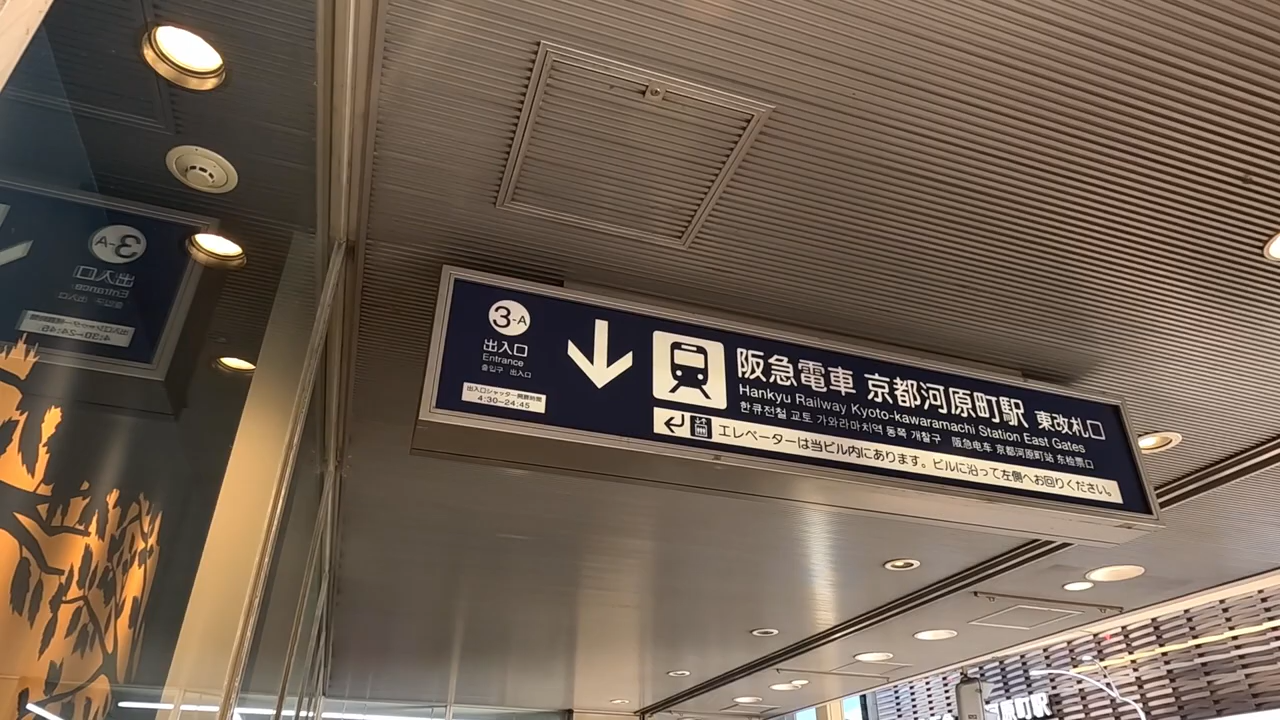 3-A
出入口
Entrance
출입구 出入口
出入口シャッター開扉時間
4:30-24:45
阪急電車 京都河原町駅 東改札口
Hankyu Railway Kyoto-kawaramachi Station East Gates
한큐전철 교토 가와라마치역 동쪽 개찰구 阪急电车 京都河原町站 东检票口
エレベーターは当ビル内にあります。ビルに沿って左側へお回りください。